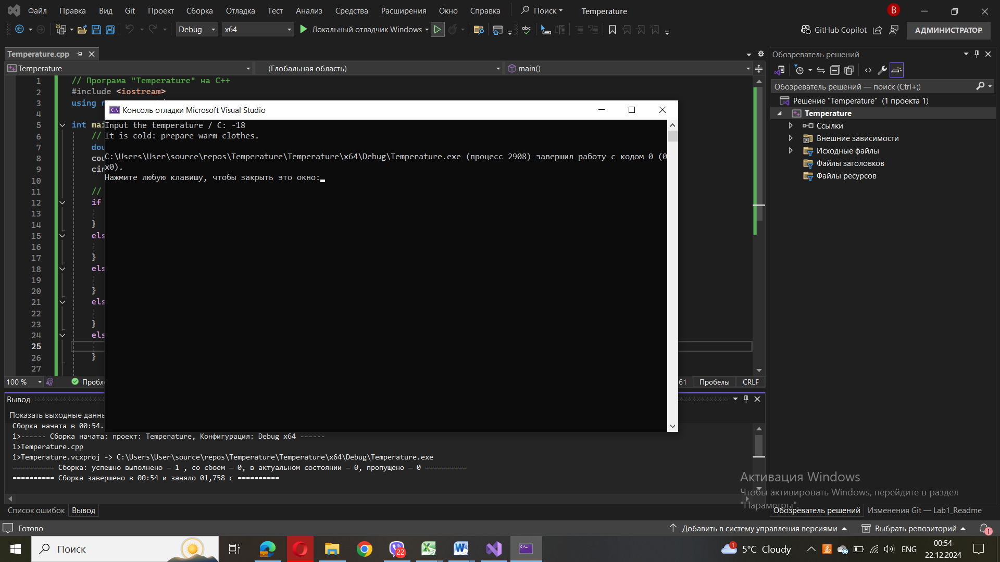 Файл Правка Вид Git Проект Сборка Отладка Тест Анализ Средства Расширения Окно Справка Поиск Temperature B
Debug x64 Локальный отладчик Windows abc GitHub Copilot АДМИНИСТРАТОР
Temperature.cpp
Temperature (Глобальная область) main()
1 // Програма "Temperature" на C++
2 #include <iostream>
3 using
4
5 int
6 //
7
8
9
10
11 //
12 if
13
14 }
15
16
17 }
18
19
20 }
21
22
23 }
24
25
26 }
27
Консоль отладки Microsoft Visual Studio
Input the temperature / C: -18
It is cold: prepare warm clothes.
C:\Users\User\source\repos\Temperature\Temperature\x64\Debug\Temperature.exe (процесс 2908) завершил работу с кодом 0 (0
x0).
Нажмите любую клавишу, чтобы закрыть это окно:
100 % 61 Пробелы CRLF
Вывод
Показать выходные
Сборка начата в 00:54.
1>------ Сборка начата: проект: Temperature, Конфигурация: Debug x64 ------
1>Temperature.cpp
1>Temperature.vcxproj -> C:\Users\User\source\repos\Temperature\Temperature\x64\Debug\Temperature.exe
========== Сборка: успешно выполнено — 1 , со сбоем — 0, в актуальном состоянии — 0, пропущено — 0 ==========
========== Сборка завершено в 00:54 и заняло 01,758 с ==========
Список ошибок Вывод
Обозреватель решений
Обозреватель решений — поиск (Ctrl+;)
Решение "Temperature" (1 проекта 1)
Temperature
Ссылки
Внешние зависимости
Исходные файлы
Файлы заголовков
Файлы ресурсов
Активация Windows
Чтобы активировать Windows, перейдите в раздел
"Параметры".
Обозреватель решений Изменения Git — Lab1_Readme
Готово Добавить в систему управления версиями Выбрать репозиторий 1
Поиск 22 1 5°C Cloudy ENG 00:54
22.12.2024